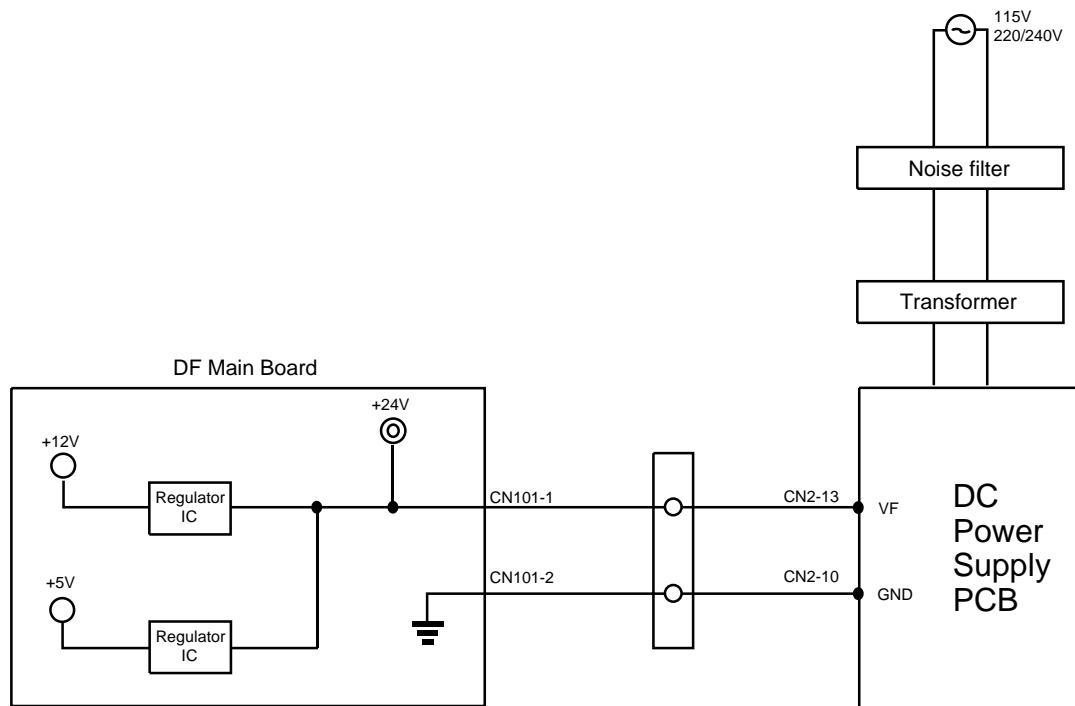 115V
220/240V
Noise filter
Transformer
DF Main Board
+24V
+12V
Regulator
IC
CN101-1
CN2-13
VF
DC
Power
Supply
PCB
+5V
CN101-2
CN2-10
GND
Regulator
IC